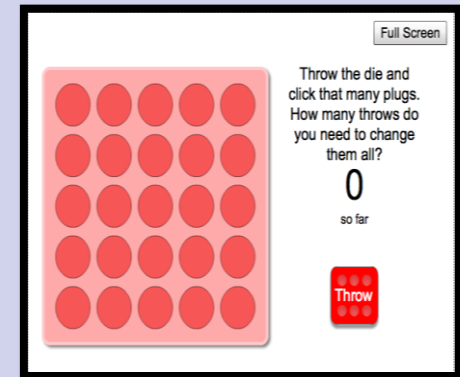 Full Screen
Throw the die and
click that many plugs.
How many throws do
you need to change
them all?
0
so far
Throw